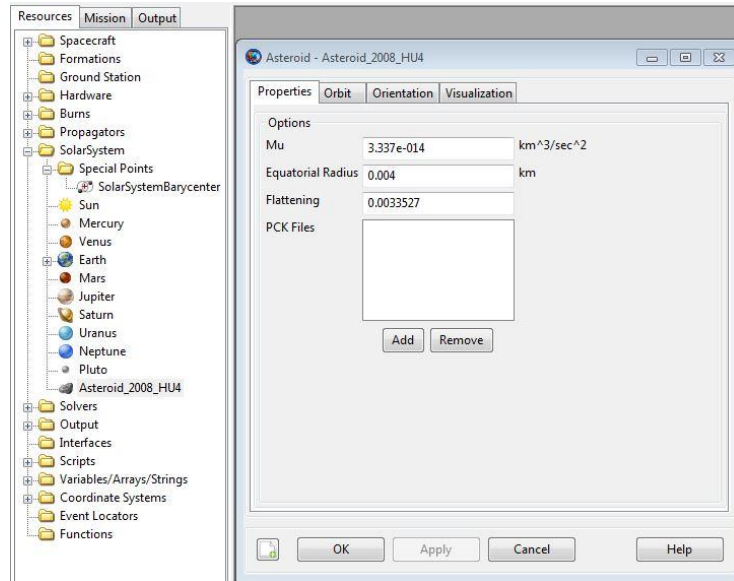 Resources Mission Output
Spacecraft
Formations
Ground Station
Hardware
Burns
Propagators
SolarSystem
Special Points
SolarSystemBarycenter
Sun
Mercury
Venus
Earth
Mars
Jupiter
Saturn
Uranus
Neptune
Pluto
Asteroid_2008_HU4
Solvers
Output
Interfaces
Scripts
Variables/Arrays/Strings
Coordinate Systems
Event Locators
Functions
Asteroid - Asteroid_2008_HU4
Properties Orbit Orientation Visualization
Options
Mu 3.337e-014 km^3/sec^2
Equatorial Radius 0.004 km
Flattening 0.0033527
PCK Files
Add Remove
OK Apply Cancel Help